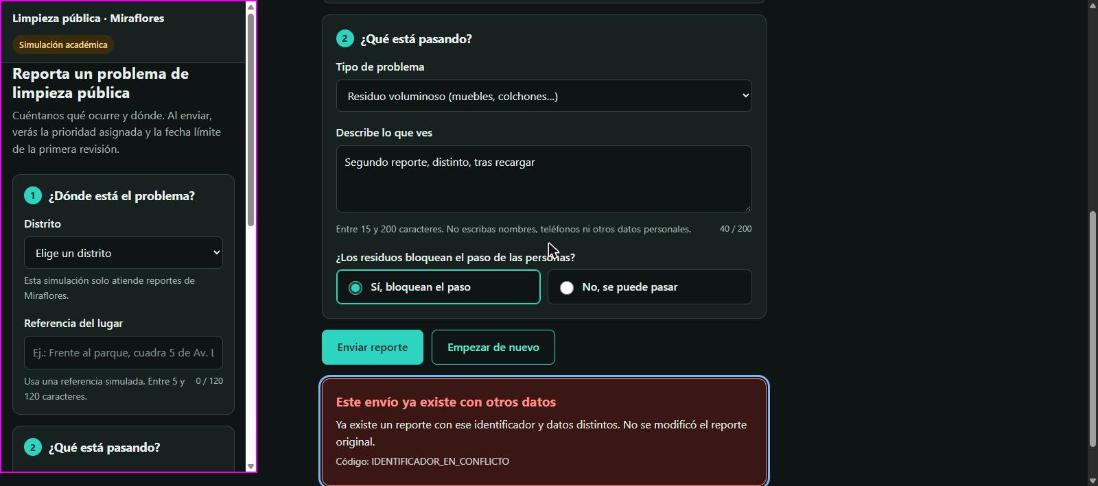 Limpieza pública · Miraflores
Simulación académica
Reporta un problema de
limpieza pública
Cuéntanos qué ocurre y dónde. Al enviar,
verás la prioridad asignada y la fecha límite
de la primera revisión.
1 ¿Dónde está el problema?
Distrito
Elige un distrito
Esta simulación solo atiende reportes de
Miraflores.
Referencia del lugar
Ej.: Frente al parque, cuadra 5 de Av. L
Usa una referencia simulada. Entre 5 y 0 / 120
120 caracteres.
2 ¿Qué está pasando?
2 ¿Qué está pasando?
Tipo de problema
Residuo voluminoso (muebles, colchones...)
Describe lo que ves
Segundo reporte, distinto, tras recargar
Entre 15 y 200 caracteres. No escribas nombres, teléfonos ni otros datos personales. 40 / 200
¿Los residuos bloquean el paso de las personas?
Sí, bloquean el paso No, se puede pasar
Enviar reporte Empezar de nuevo
Este envío ya existe con otros datos
Ya existe un reporte con ese identificador y datos distintos. No se modificó el reporte
original.
Código: IDENTIFICADOR_EN_CONFLICTO